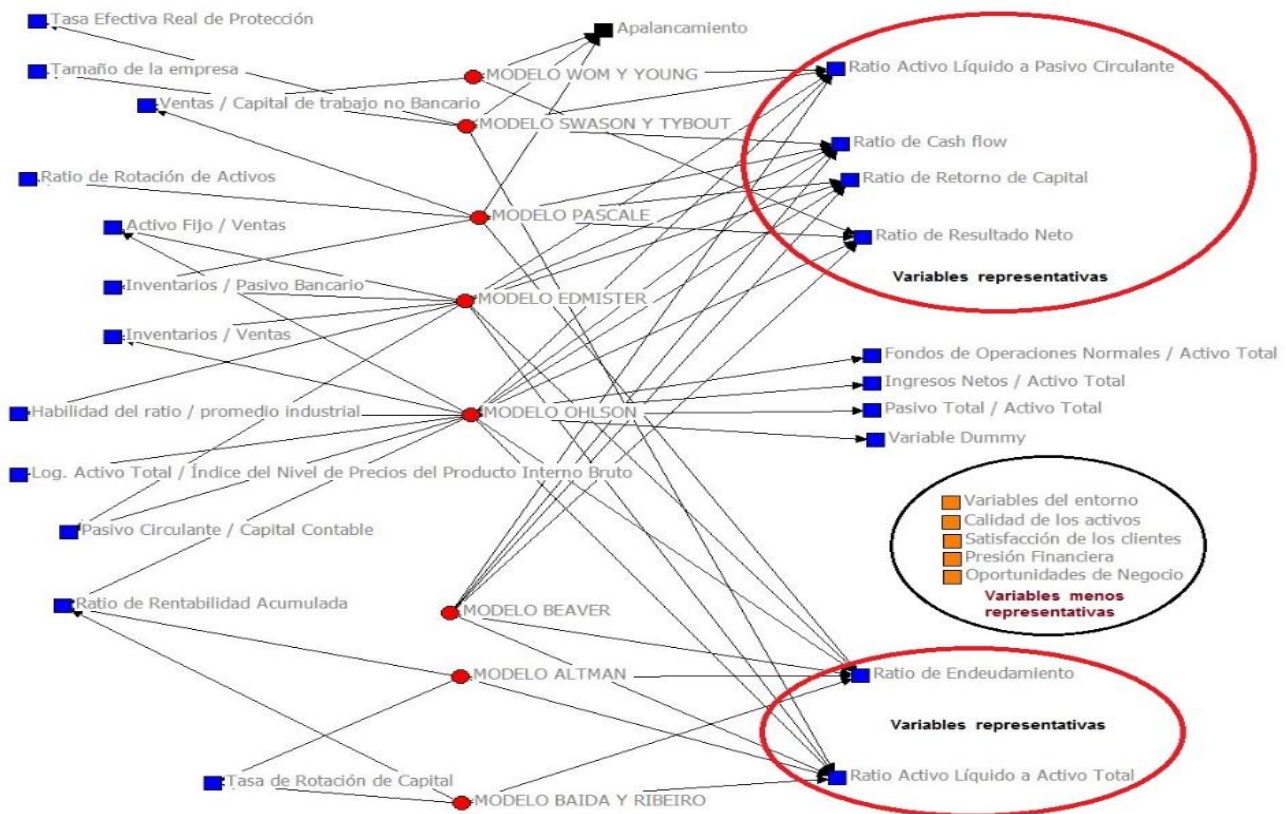 Tasa Efectiva Real de Protección
Apalancamiento
Tamaño de la empresa
MODELO WOM Y YOUNG
Ratio Activo Líquido a Pasivo Circulante
Ventas / Capital de trabajo no Bancario
MODELO SWASON Y TYBOUT
Ratio de Cash flow
Ratio de Rotación de Activos
Ratio de Retorno de Capital
MODELO PASCALE
Activo Fijo / Ventas
Ratio de Resultado Neto
Variables representativas
Inventarios / Pasivo Bancario
MODELO EDMISTER
Inventarios / Ventas
Fondos de Operaciones Normales / Activo Total
Ingresos Netos / Activo Total
Habilidad del ratio / promedio industrial
MODELO OHLSON
Pasivo Total / Activo Total
Variable Dummy
Log. Activo Total / Índice del Nivel de Precios del Producto Interno Bruto
Variables del entorno
Calidad de los activos
Satisfacción de los clientes
Presión Financiera
Oportunidades de Negocio
Variables menos
representativas
Pasivo Circulante / Capital Contable
Ratio de Rentabilidad Acumulada
MODELO BEAVER
MODELO ALTMAN
Ratio de Endeudamiento
Variables representativas
Tasa de Rotación de Capital
Ratio Activo Líquido a Activo Total
MODELO BAIDA Y RIBEIRO